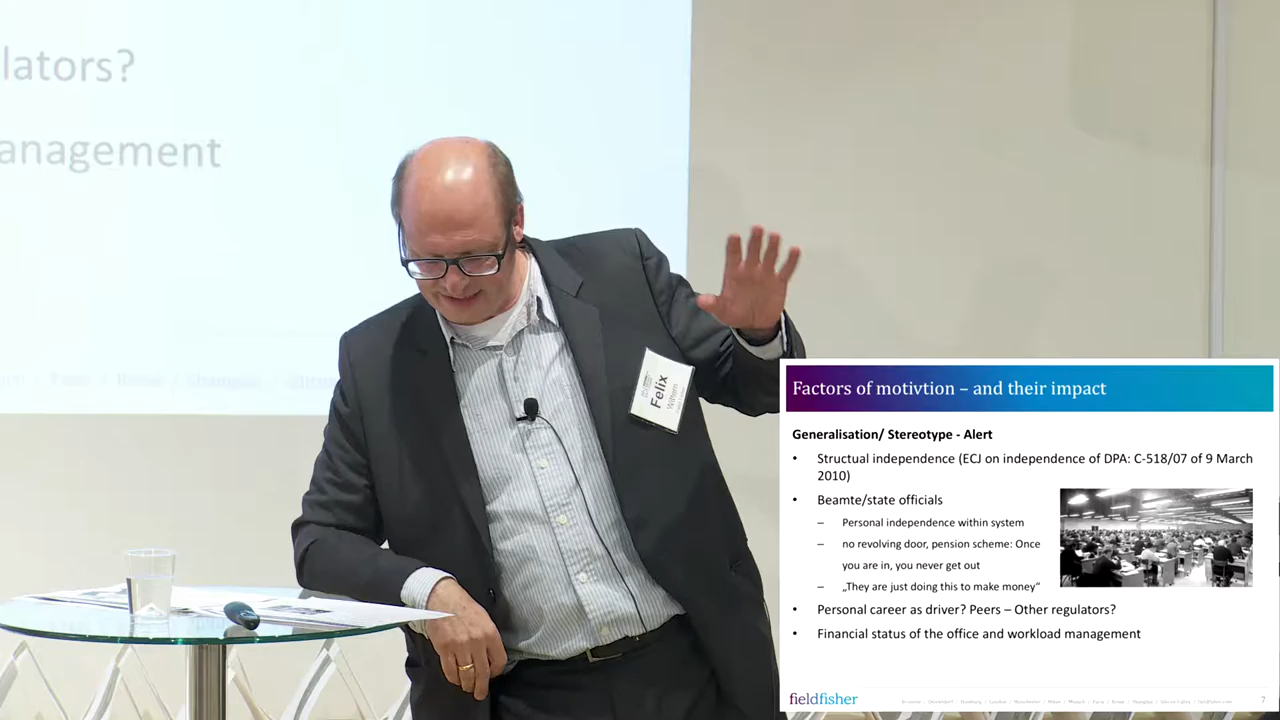 lators?
anagement
Felix
Factors of motivtion – and their impact
Generalisation/ Stereotype - Alert
• Structual independence (ECJ on independence of DPA: C-518/07 of 9 March
2010)
• Beamte/state officials
– Personal independence within system
– no revolving door, pension scheme: Once
you are in, you never get out
– „They are just doing this to make money“
• Personal career as driver? Peers – Other regulators?
• Financial status of the office and workload management
fieldfisher
7